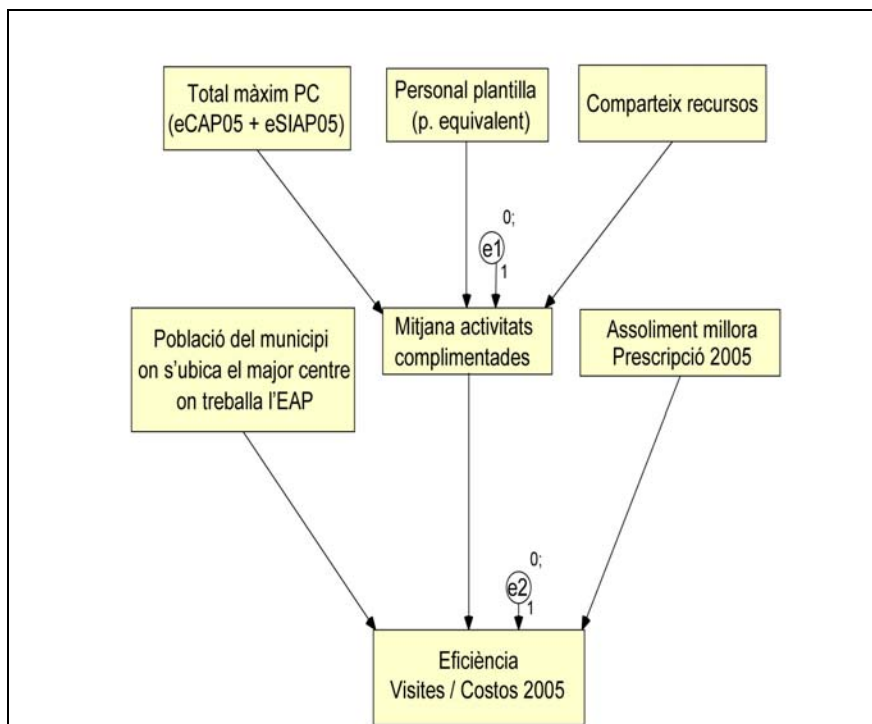 Total màxim PC
(eCAP05 + eSIAP05)
Personal plantilla
(p. equivalent)
Comparteix recursos
0;
e1
1
Població del municipi
on s'ubica el major centre
on treballa l'EAP
Mitjana activitats
complimentades
Assoliment millora
Prescripció 2005
0;
e2
1
Eficiència
Visites / Costos 2005